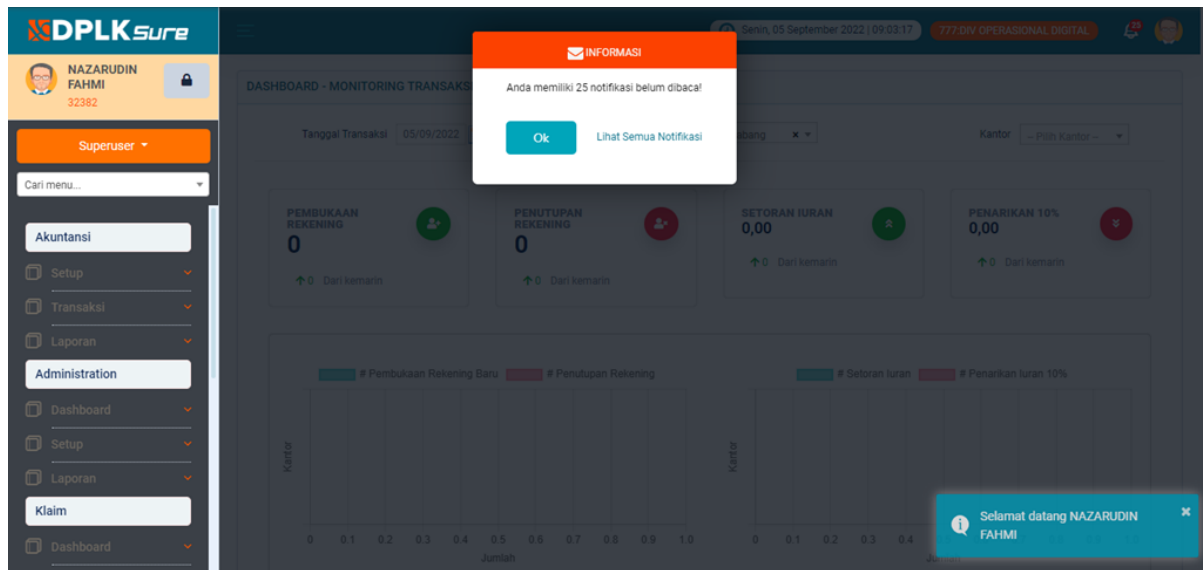 DPLKSure
NAZARUDIN
FAHMI
32382
Superuser
Cari menu...
Akuntansi
Setup
Transaksi
Laporan
Administration
Dashboard
Setup
Laporan
Klaim
Dashboard
Senin, 05 September 2022 | 09:03:17
777:DIV OPERASIONAL DIGITAL
INFORMASI
Anda memiliki 25 notifikasi belum dibaca!
Ok
Lihat Semua Notifikasi
DASHBOARD - MONITORING TRANSAKS
Tanggal Transaksi
05/09/2022
abang
Kantor
-- Pilih Kantor --
PEMBUKAAN
REKENING
0
0 Dari kemarin
PENUTUPAN
REKENING
0
0 Dari kemarin
SETORAN IURAN
0,00
0 Dari kemarin
PENARIKAN 10%
0,00
0 Dari kemarin
# Pembukaan Rekening Baru # Penutupan Rekening
Kantor
0 0.1 0.2 0.3 0.4 0.5 0.6 0.7 0.8 0.9 1.0
Jumlah
# Setoran Iuran # Penarikan Iuran 10%
Kantor
0 0.1 0.2 0.3 0.4
Selamat datang NAZARUDIN
FAHMI